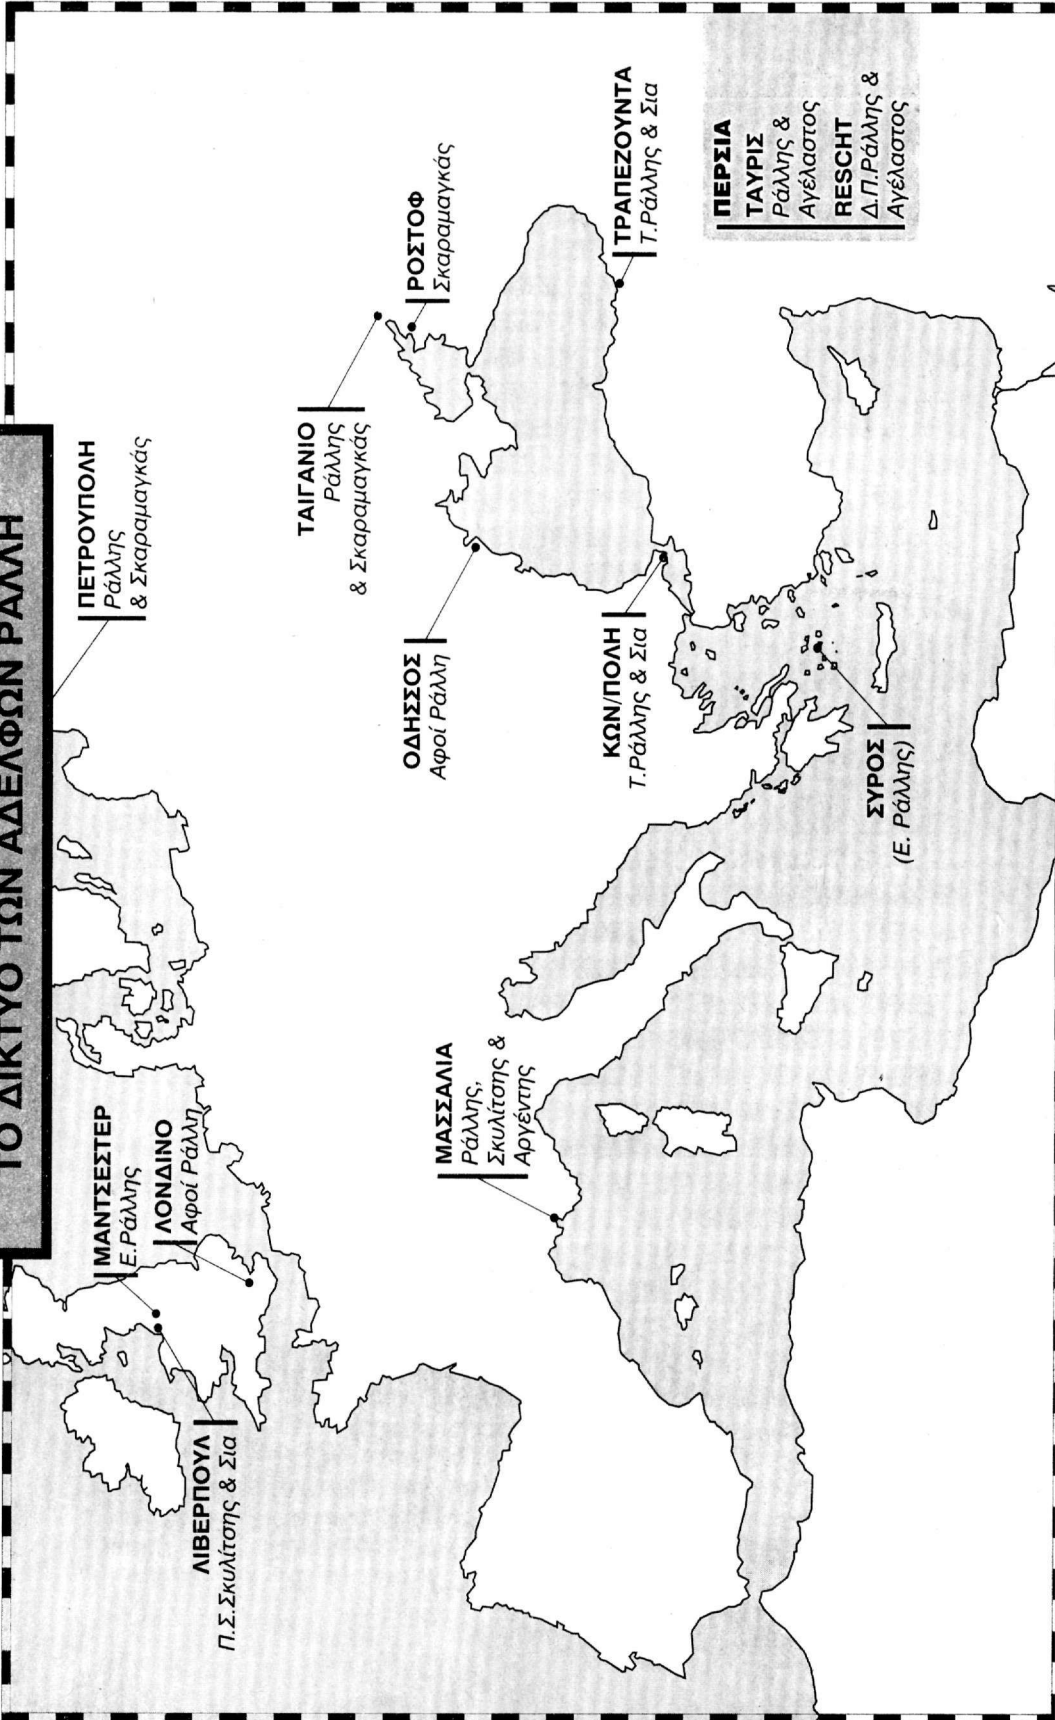 ΤΟ ΔΙΚΤΥΟ ΤΩΝ ΑΔΕΛΦΩΝ ΡΑΛΛΗ
ΠΕΤΡΟΥΠΟΛΗ
Ράλλης
& Σκαραμαγκάς
ΜΑΝΤΣΕΣΤΕΡ
Ε.Ράλλης
ΛΟΝΔΙΝΟ
Αφοί Ράλλη
ΛΙΒΕΡΠΟΥΛ
Π.Σ.Σκυλίτσης & Σια
ΤΑΙΓΑΝΙΟ
Ράλλης
& Σκαραμαγκάς
ΡΟΣΤΟΦ
Σκαραμαγκάς
ΟΔΗΣΣΟΣ
Αφοί Ράλλη
ΜΑΣΣΑΛΙΑ
Ράλλης,
Σκυλίτσης &
Αργέντης
ΚΩΝ/ΠΟΛΗ
Τ.Ράλλης & Σια
ΤΡΑΠΕΖΟΥΝΤΑ
Τ.Ράλλης & Σια
ΠΕΡΣΙΑ
ΤΑΥΡΙΣ
Ράλλης &
Αγέλαστος
RESCHT
Δ.Π.Ράλλης &
Αγέλαστος
ΣΥΡΟΣ
(Ε. Ράλλης)